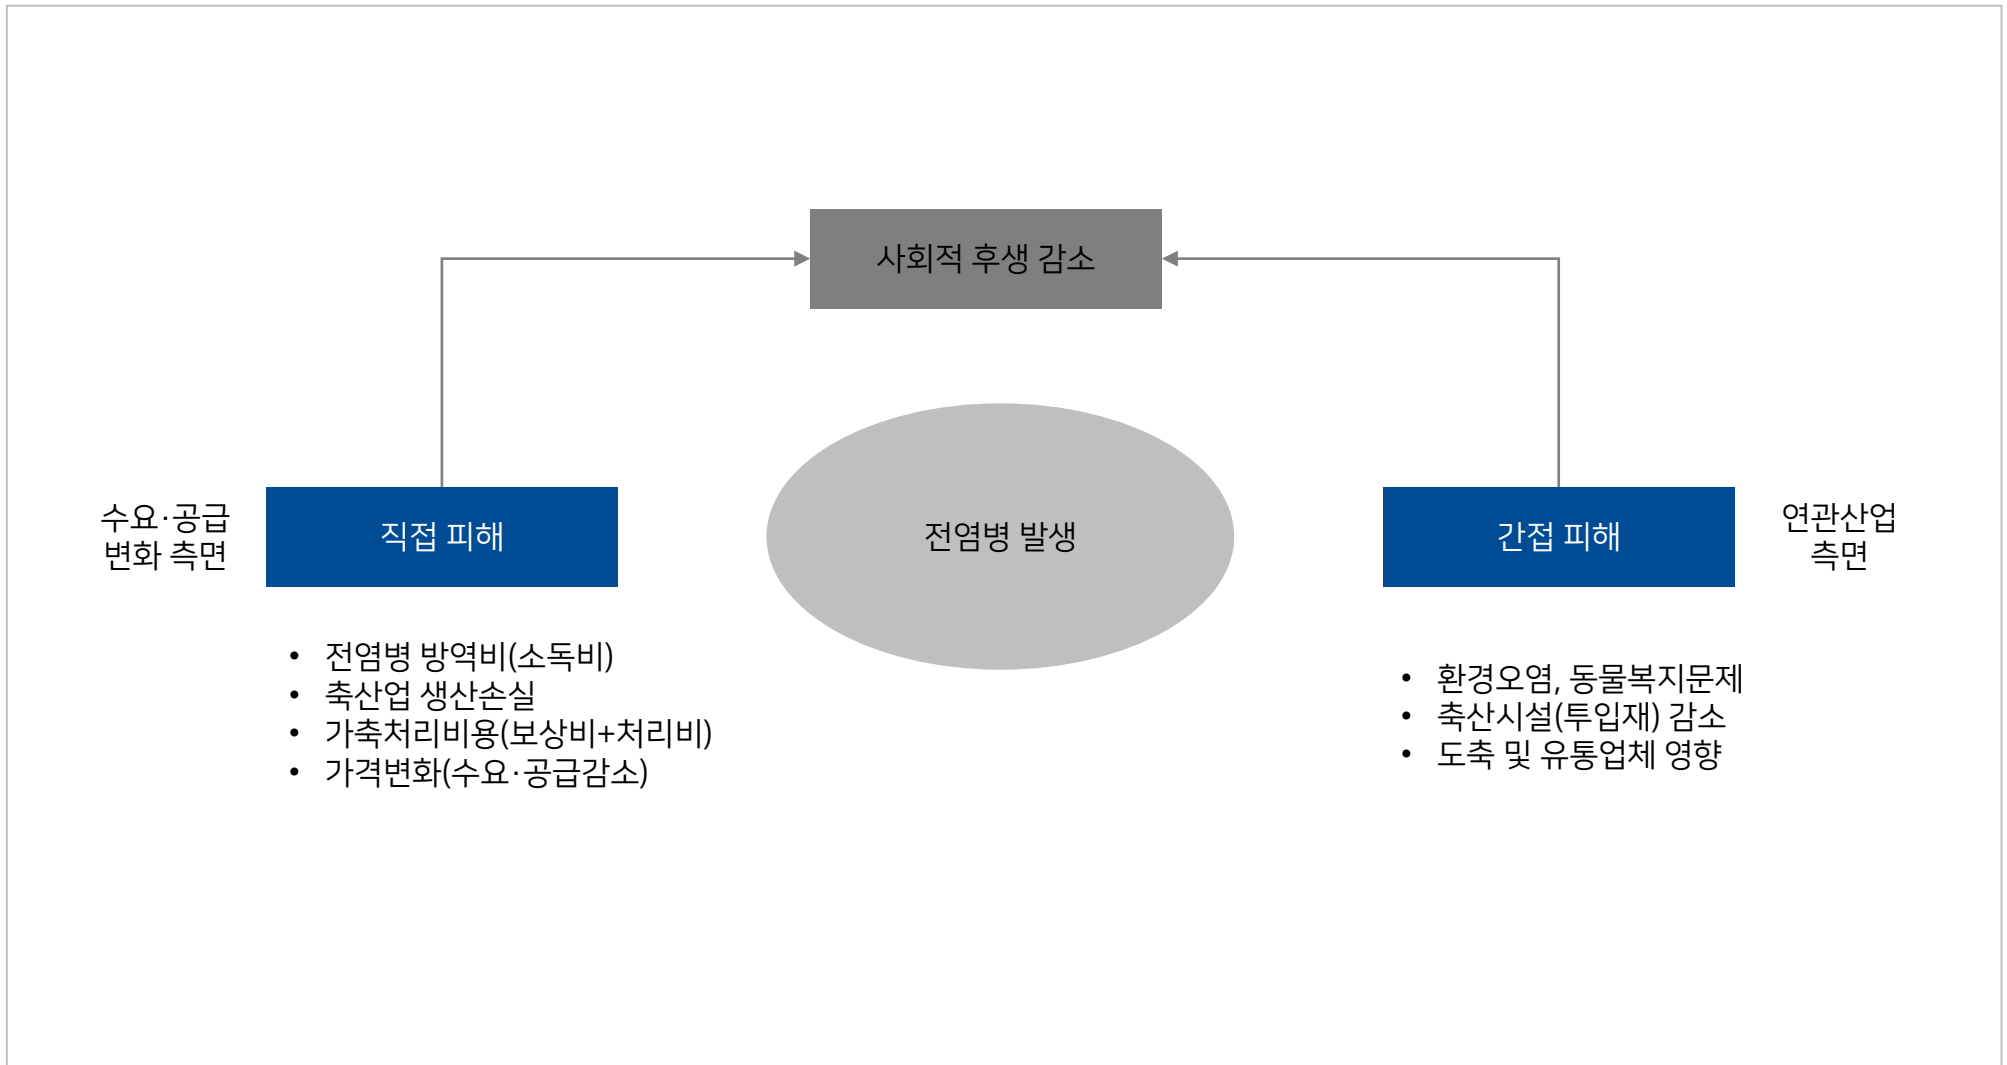 사회적 후생 감소
수요·공급
변화 측면
직접 피해
전염병 발생
간접 피해
연관산업
측면
• 전염병 방역비(소독비)
• 축산업 생산손실
• 가축처리비용(보상비+처리비)
• 가격변화(수요·공급감소)
• 환경오염, 동물복지문제
• 축산시설(투입재) 감소
• 도축 및 유통업체 영향